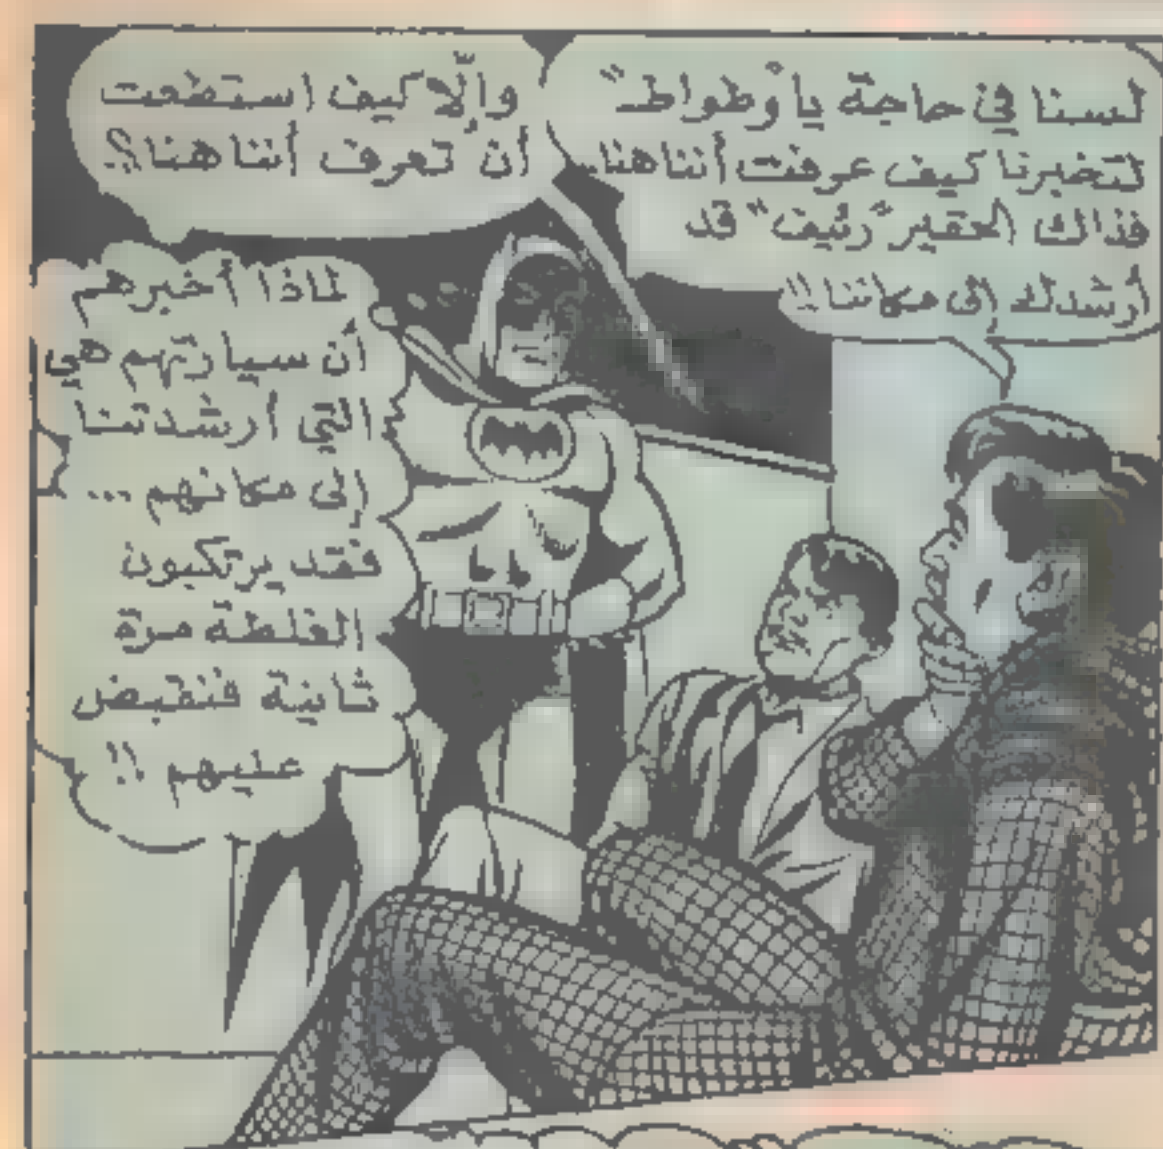 لسنا في حاجة يا "وطواط"
لتخبرنا كيف عرفت أننا هنا،
فذاك الحقير "رئيف" قد
أرشدك إلى مكاننا!!
وإلّا كيف استطعت
أن تعرف أننا هنا؟.
لماذا أخبرهم
أن سيارتهم هي
التي أرشدتنا
إلى مكانهم ...
فقد يرتكبون
الغلطة مرة
ثانية فنقبض
عليهم !!